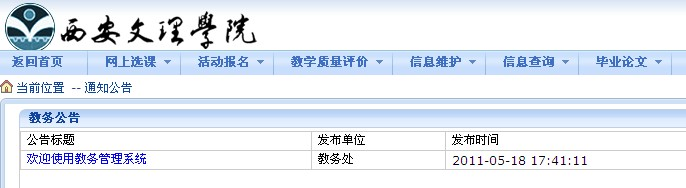 西安文理學院
返回首页 网上选课 活动报名 教学质量评价 信息维护 信息查询 毕业论文
当前位置 -- 通知公告
教务公告
公告标题 发布单位 发布时间
欢迎使用教务管理系统 教务处 2011-05-18 17:41:11